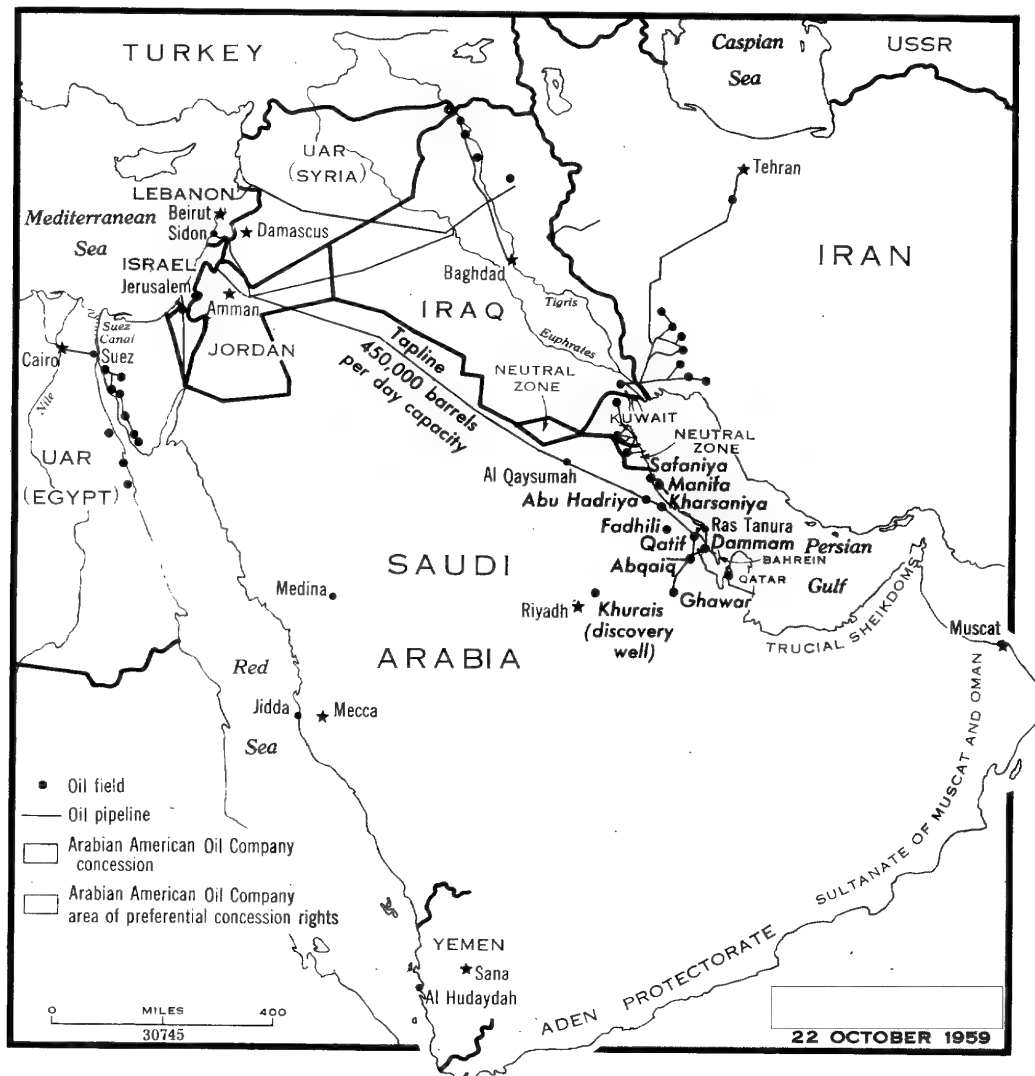 TURKEY
Caspian
Sea
USSR
UAR
(SYRIA)
Tehran
LEBANON
Beirut
Sidon
Mediterranean
Sea
Damascus
IRAN
ISRAEL
Jerusalem
Baghdad
Amman
IRAQ
Tigris
Euphrates
Suez
Canal
Cairo
Suez
JORDAN
Tapline
450,000 barrels
per day capacity
NEUTRAL
ZONE
Nile
KUWAIT
NEUTRAL
ZONE
UAR
(EGYPT)
Al Qaysumah
Safaniya
Manifa
Abu Hadriya
Kharsaniya
Fadhili
Ras Tanura
Qatif
Dammam
Persian
Gulf
SAUDI
ARABIA
Abqaiq
BAHREIN
QATAR
Medina
Riyadh
Khurais
(discovery
well)
Ghawar
TRUCIAL SHEIKDOMS
Muscat
Red
Sea
Jidda
Mecca
SULTANATE OF MUSCAT AND OMAN
Oil field
Oil pipeline
Arabian American Oil Company
concession
Arabian American Oil Company
area of preferential concession rights
YEMEN
Sana
Al Hudaydah
ADEN PROTECTORATE
0 MILES 400
30745
22 OCTOBER 1959